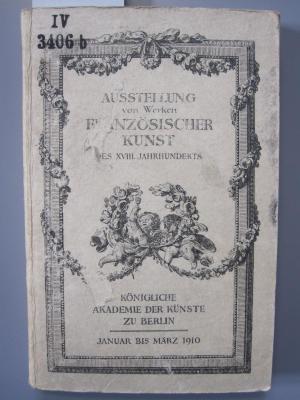 IV
3406 b
AUSSTELLUNG
von Werken
FRANZÖSISCHER
KUNST
DES XVIII. JAHRHUNDERTS
KÖNIGLICHE
AKADEMIE DER KÜNSTE
ZU BERLIN
JANUAR BIS MÄRZ 1910